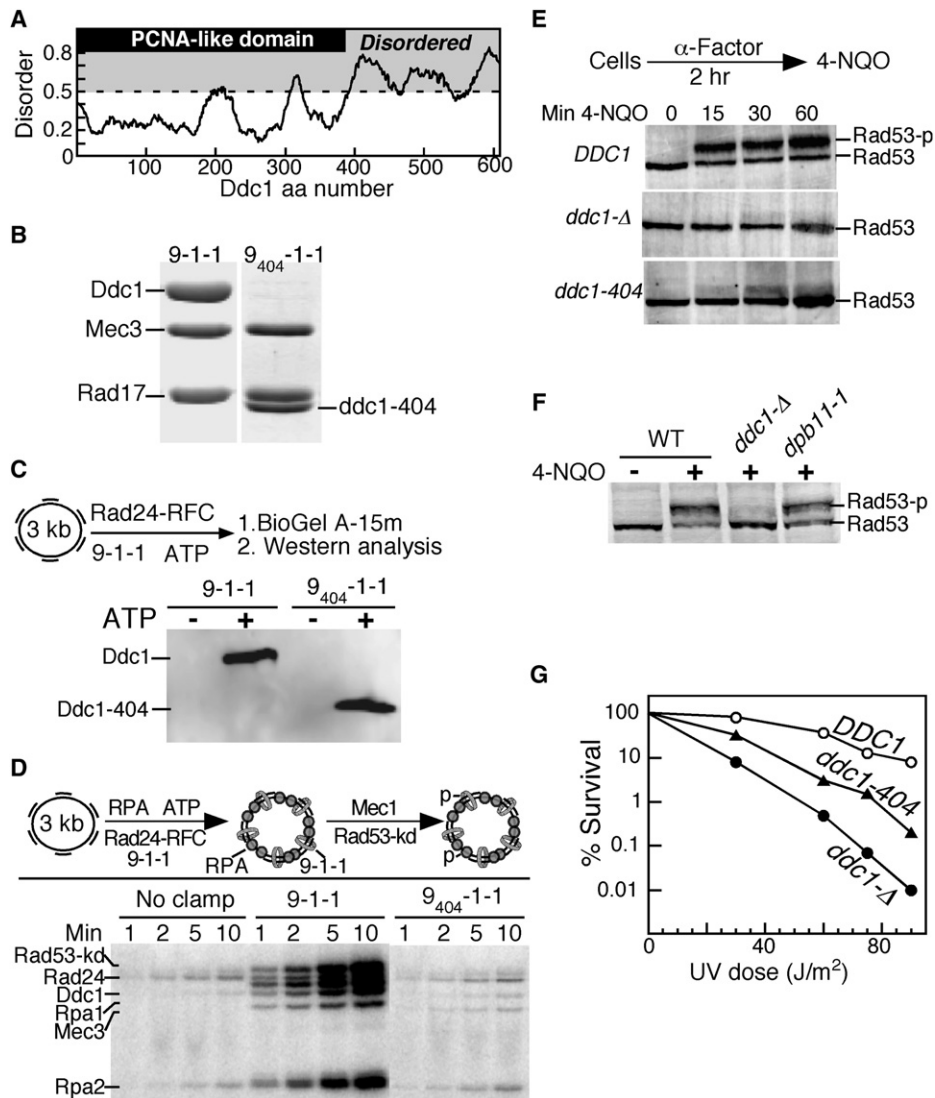 A
PCNA-like domain
Disordered
Disorder
0.8
0.5
0.2
0
100 200 300 400 500 600
Ddc1 aa number
B
9-1-1 9404-1-1
Ddc1
Mec3
Rad17
ddc1-404
C
3 kb
Rad24-RFC
9-1-1 ATP
1.BioGel A-15m
2. Western analysis
9-1-1 9404-1-1
ATP - + - +
Ddc1
Ddc1-404
D
3 kb
RPA ATP
Rad24-RFC
9-1-1
RPA
9-1-1
Mec1
Rad53-kd
p
p
No clamp 9-1-1 9404-1-1
Min 1 2 5 10 1 2 5 10 1 2 5 10
Rad53-kd
Rad24
Ddc1
Rpa1
Mec3
Rpa2
E
Cells
α-Factor
2 hr
4-NQO
Min 4-NQO 0 15 30 60
DDC1
Rad53-p
Rad53
ddc1-Δ
Rad53
ddc1-404
Rad53
F
WT
ddc1-Δ
dpb11-1
4-NQO - + + +
Rad53-p
Rad53
G
% Survival
100
10
1
0.1
0.01
DDC1
ddc1-404
ddc1-Δ
0 40 80
UV dose (J/m²)